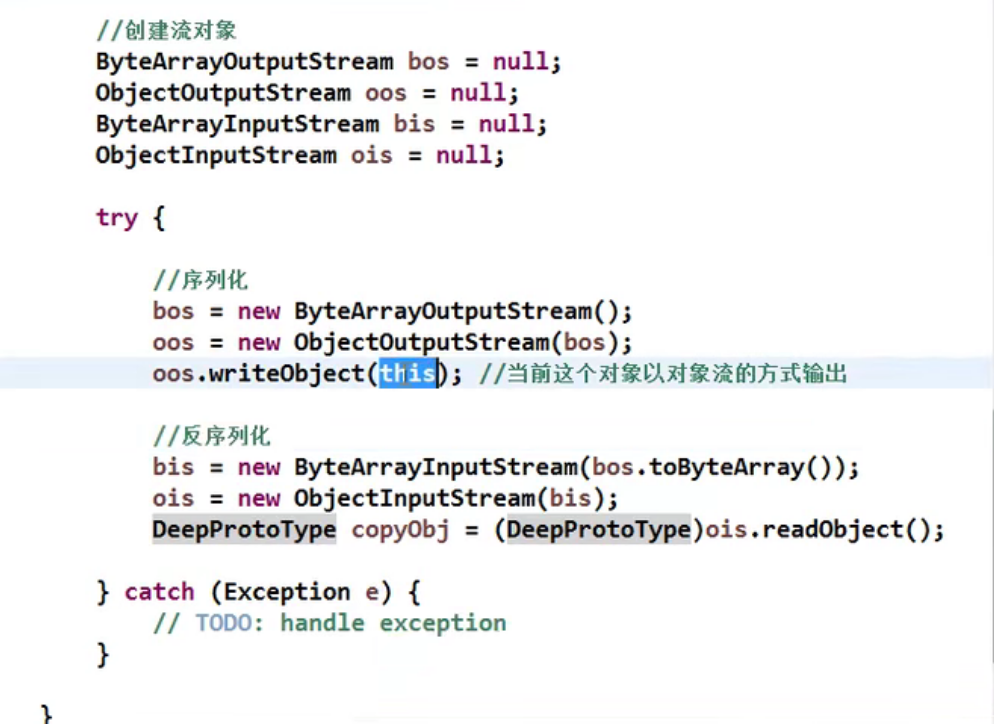 //创建流对象
ByteArrayOutputStream bos = null;
ObjectOutputStream oos = null;
ByteArrayInputStream bis = null;
ObjectInputStream ois = null;
try {
//序列化
bos = new ByteArrayOutputStream();
oos = new ObjectOutputStream(bos);
oos.writeObject(this); //当前这个对象以对象流的方式输出
//反序列化
bis = new ByteArrayInputStream(bos.toByteArray());
ois = new ObjectInputStream(bis);
DeepProtoType copyObj = (DeepProtoType)ois.readObject();
} catch (Exception e) {
// TODO: handle exception
}
}